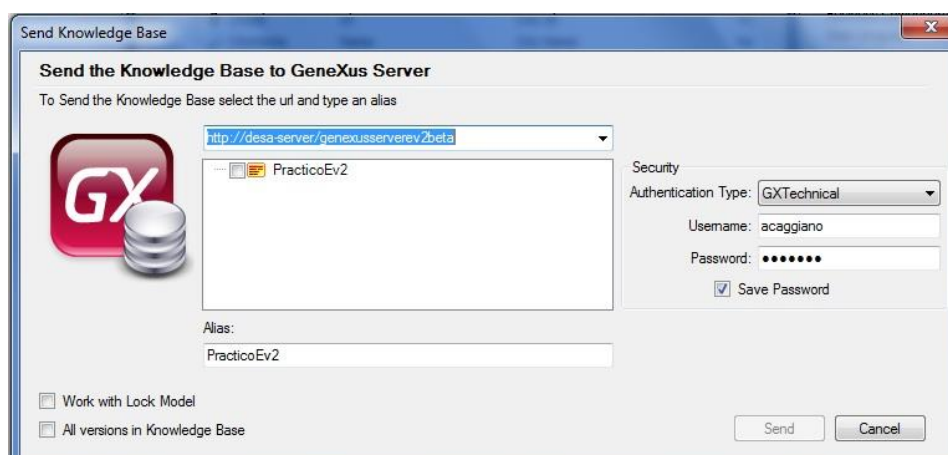 Send Knowledge Base
Send the Knowledge Base to GeneXus Server
To Send the Knowledge Base select the url and type an alias
http://desa-server/genexusserverev2beta
PracticoEv2
GX
Security
Authentication Type: GXTechnical
Username: acaggiano
Password: •••••••
Save Password
Alias:
PracticoEv2
Work with Lock Model
All versions in Knowledge Base
Send
Cancel